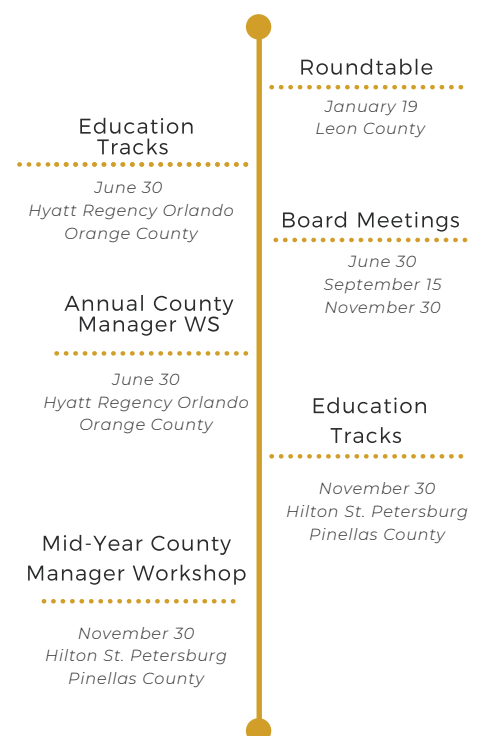 Roundtable
January 19
Leon County
Education
Tracks
June 30
Hyatt Regency Orlando
Orange County
Board Meetings
June 30
September 15
November 30
Annual County
Manager WS
June 30
Hyatt Regency Orlando
Orange County
Education
Tracks
November 30
Hilton St. Petersburg
Pinellas County
Mid-Year County
Manager Workshop
November 30
Hilton St. Petersburg
Pinellas County